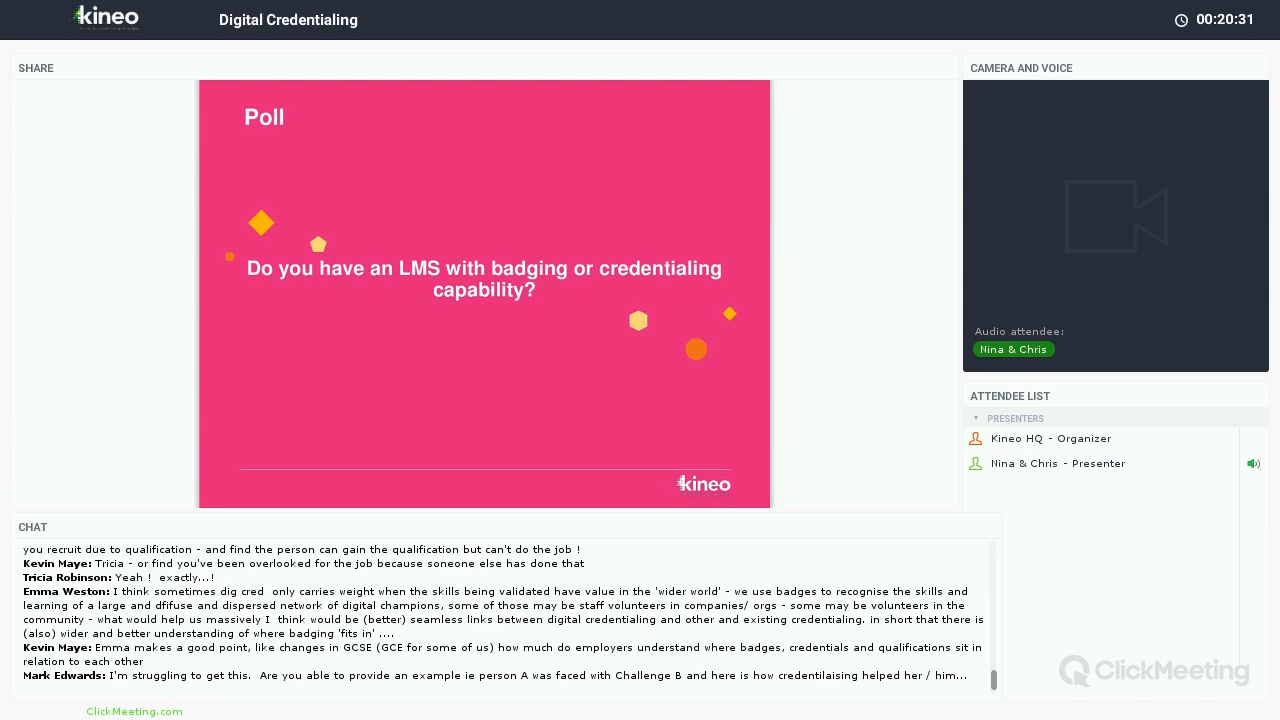 kineo
Digital Credentialing
00:20:31
SHARE
CAMERA AND VOICE
Poll
Do you have an LMS with badging or credentialing
capability?
kineo
Audio attendee:
Nina & Chris
ATTENDEE LIST
PRESENTERS
Kineo HQ - Organizer
Nina & Chris - Presenter
CHAT
you recruit due to qualification - and find the person can gain the qualification but can't do the job !
Kevin Maye: Tricia - or find you've been overlooked for the job because someone else has done that
Tricia Robinson: Yeah ! exactly...!
Emma Weston: I think sometimes dig cred only carries weight when the skills being validated have value in the 'wider world' - we use badges to recognise the skills and
learning of a large and dfifuse and dispersed network of digital champions, some of those may be staff volunteers in companies/ orgs - some may be volunteers in the
community - what would help us massively I think would be (better) seamless links between digital credentialing and other and existing credentialing. in short that there is
(also) wider and better understanding of where badging 'fits in' ....
Kevin Maye: Emma makes a good point, like changes in GCSE (GCE for some of us) how much do employers understand where badges, credentials and qualifications sit in
relation to each other
Mark Edwards: I'm struggling to get this. Are you able to provide an example ie person A was faced with Challenge B and here is how credentilaising helped her / him...
ClickMeeting
ClickMeeting.com